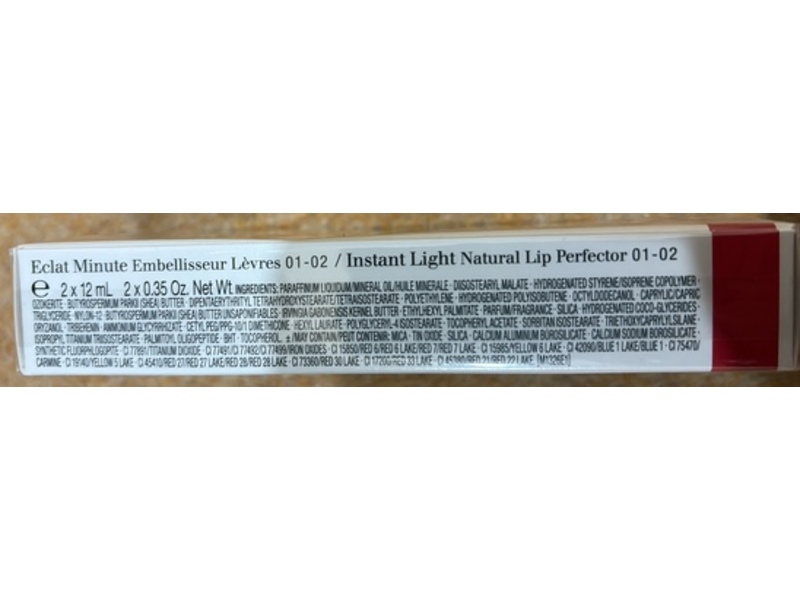 Eclat Minute Embellisseur Lèvres 01-02 / Instant Light Natural Lip Perfector 01-02
℮ 2 x 12 mL 2 x 0.35 Oz. Net Wt INGREDIENTS: PARAFFINUM LIQUIDUM/MINERAL OIL/HUILE MINERALE · DIISOSTEARYL MALATE · HYDROGENATED STYRENE/ISOPRENE COPOLYMER ·
OZOKERITE · BUTYROSPERMUM PARKII (SHEA) BUTTER · DIPENTAERYTHRITYL TETRAHYDROXYSTEARATE/TETRAISOSTEARATE · POLYETHYLENE · HYDROGENATED POLYISOBUTENE · OCTYLDODECANOL · CAPRYLIC/CAPRIC
TRIGLYCERIDE · NYLON-12 · BUTYROSPERMUM PARKII (SHEA) BUTTER UNSAPONIFIABLES · IRVINGIA GABONENSIS KERNEL BUTTER · ETHYLHEXYL PALMITATE · PARFUM/FRAGRANCE · SILICA · HYDROGENATED COCO-GLYCERIDES ·
ORYZANOL · TRIBEHENIN · AMMONIUM GLYCYRRHIZATE · CETYL PEG/PPG-10/1 DIMETHICONE · HEXYL LAURATE · POLYGLYCERYL-4 ISOSTEARATE · TOCOPHERYL ACETATE · SORBITAN ISOSTEARATE · TRIETHOXYCAPRYLYLSILANE ·
ISOPROPYL TITANIUM TRIISOSTEARATE · PALMITOYL OLIGOPEPTIDE · BHT · TOCOPHEROL. ± /MAY CONTAIN/PEUT CONTENIR: MICA · TIN OXIDE · SILICA · CALCIUM ALUMINUM BOROSILICATE · CALCIUM SODIUM BOROSILICATE ·
SYNTHETIC FLUORPHLOGOPITE · CI 77891/TITANIUM DIOXIDE · CI 77491/CI 77492/CI 77499/IRON OXIDES · CI 15850/RED 6/RED 6 LAKE/RED 7/RED 7 LAKE · CI 15985/YELLOW 6 LAKE · CI 42090/BLUE 1 LAKE/BLUE 1 · CI 75470/
CARMINE · CI 19140/YELLOW 5 LAKE · CI 45410/RED 27/RED 27 LAKE/RED 28/RED 28 LAKE · CI 73360/RED 30 LAKE · CI 17200/RED 33 LAKE · CI 45380/RED 21/RED 22 LAKE. [M1326E1]